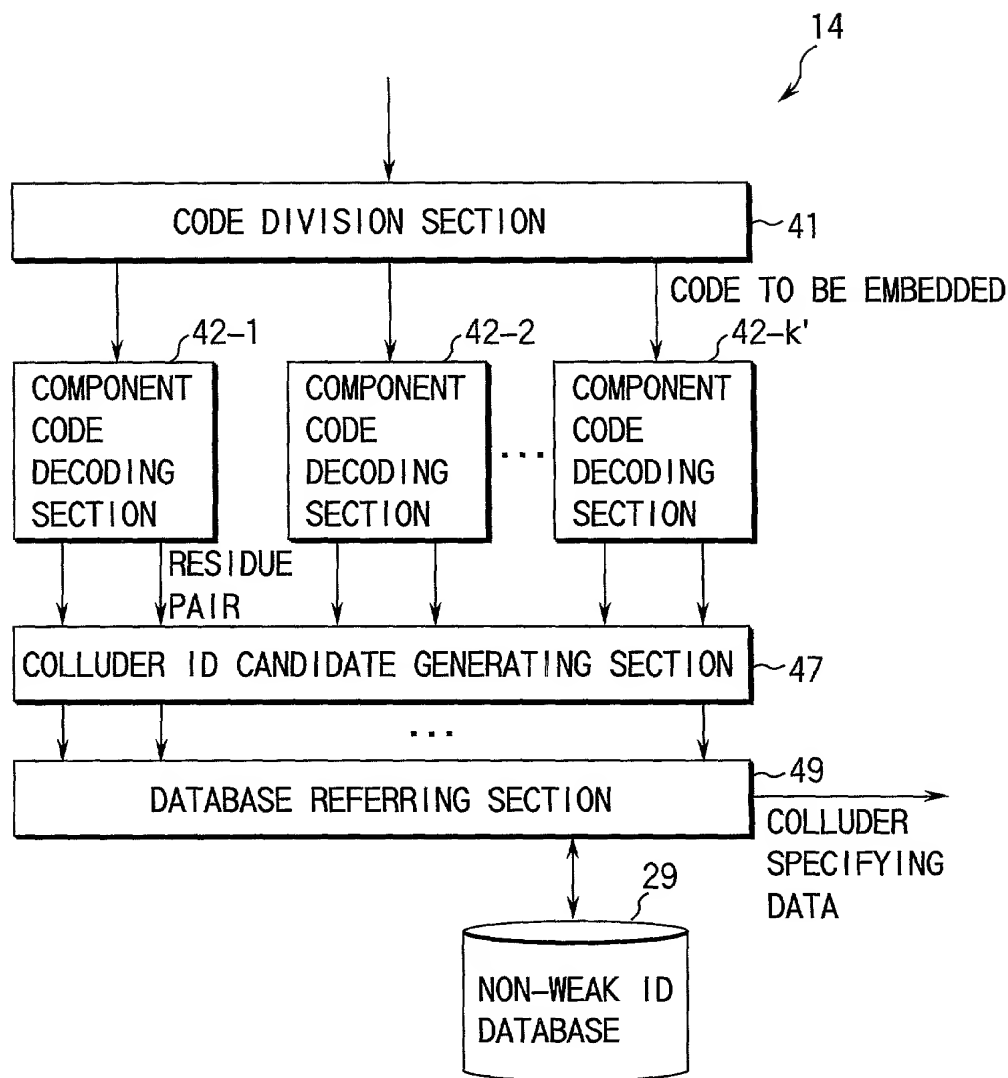 14
CODE DIVISION SECTION
41
CODE TO BE EMBEDDED
42-1
42-2
42-k'
COMPONENT
CODE
DECODING
SECTION
COMPONENT
CODE
DECODING
SECTION
...
COMPONENT
CODE
DECODING
SECTION
RESIDUE
PAIR
COLLUDER ID CANDIDATE GENERATING SECTION
47
...
DATABASE REFERRING SECTION
49
COLLUDER
SPECIFYING
DATA
29
NON-WEAK ID
DATABASE